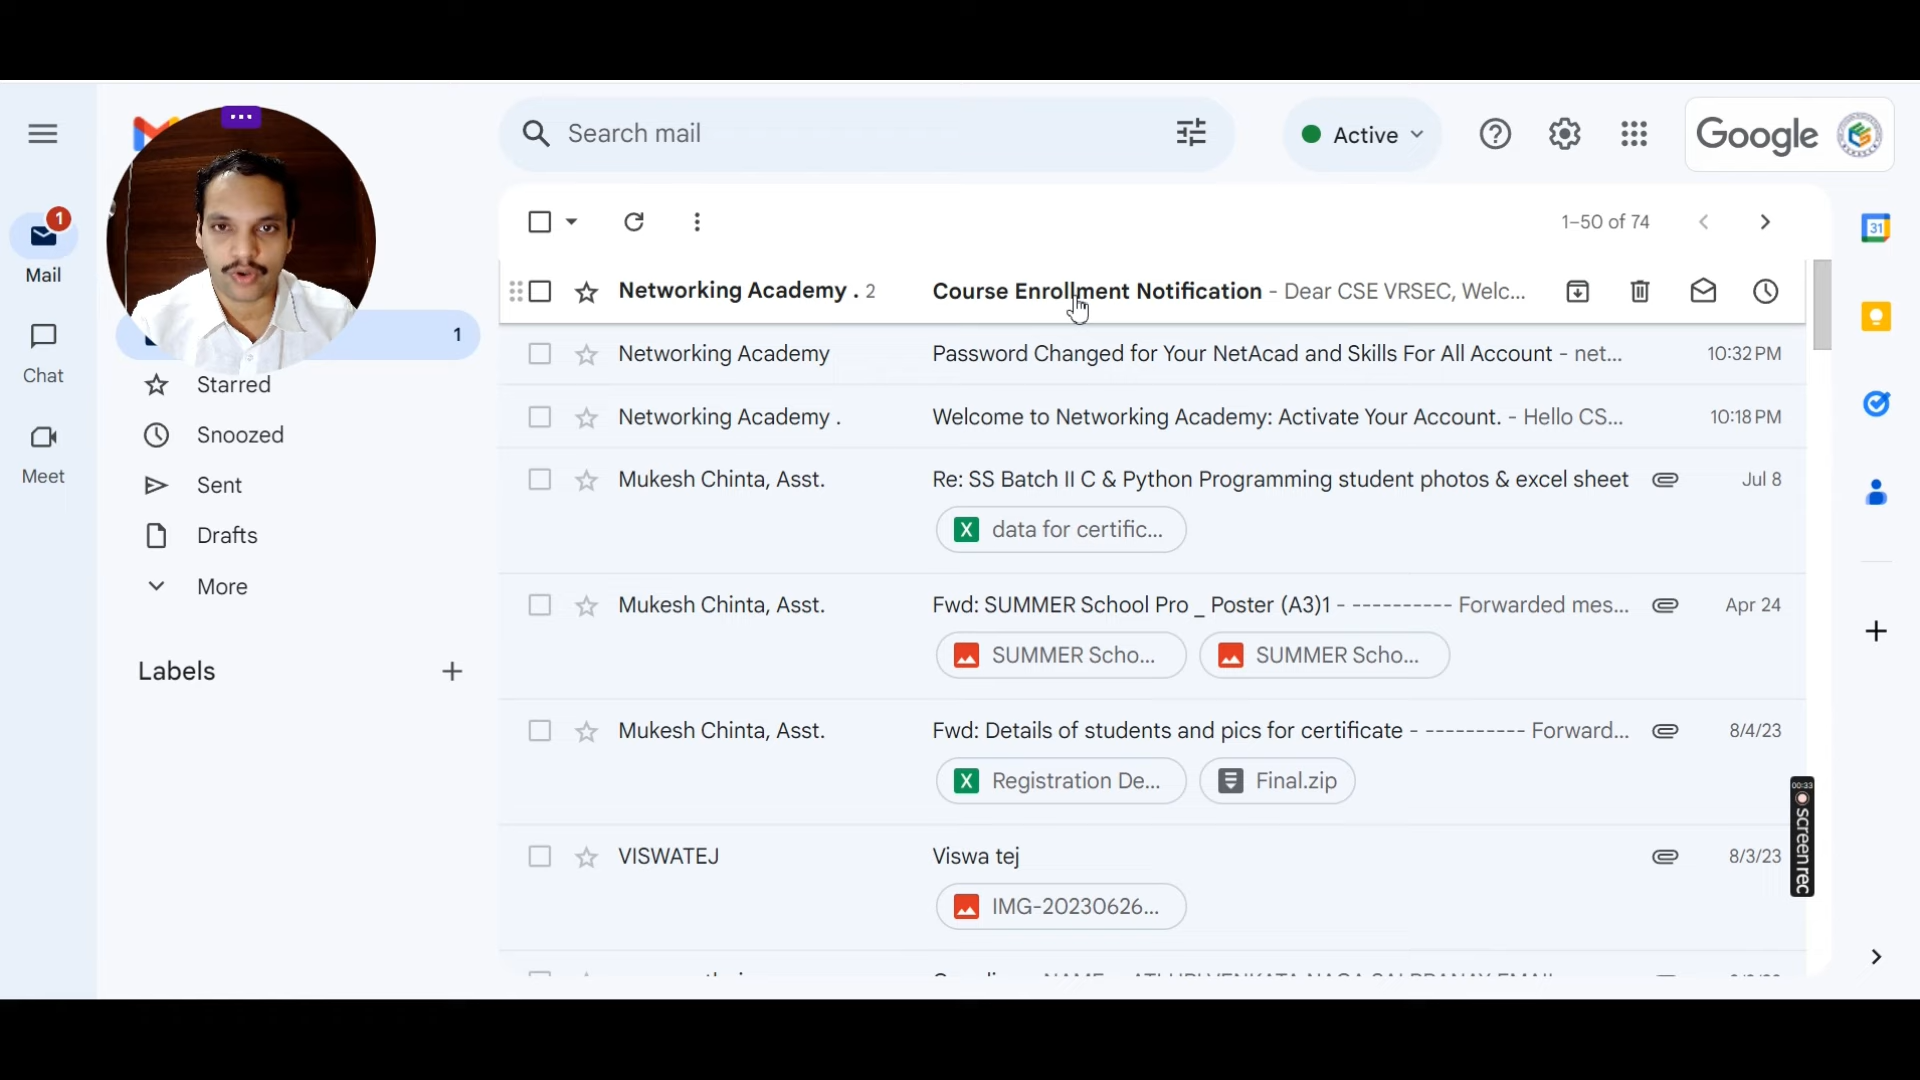 Search mail
Active
Google
1
Mail
Chat
Meet
1
Starred
Snoozed
Sent
Drafts
More
Labels
1–50 of 74
Networking Academy . 2 Course Enrollment Notification - Dear CSE VRSEC, Welc...
Networking Academy Password Changed for Your NetAcad and Skills For All Account - net... 10:32 PM
Networking Academy . Welcome to Networking Academy: Activate Your Account. - Hello CS... 10:18 PM
Mukesh Chinta, Asst. Re: SS Batch II C & Python Programming student photos & excel sheet Jul 8
data for certific...
Mukesh Chinta, Asst. Fwd: SUMMER School Pro _ Poster (A3)1 - ---------- Forwarded mes... Apr 24
SUMMER Scho... SUMMER Scho...
Mukesh Chinta, Asst. Fwd: Details of students and pics for certificate - ---------- Forward... 8/4/23
Registration De... Final.zip
VISWATEJ Viswa tej 8/3/23
IMG-20230626...
31
00:33
screenrec